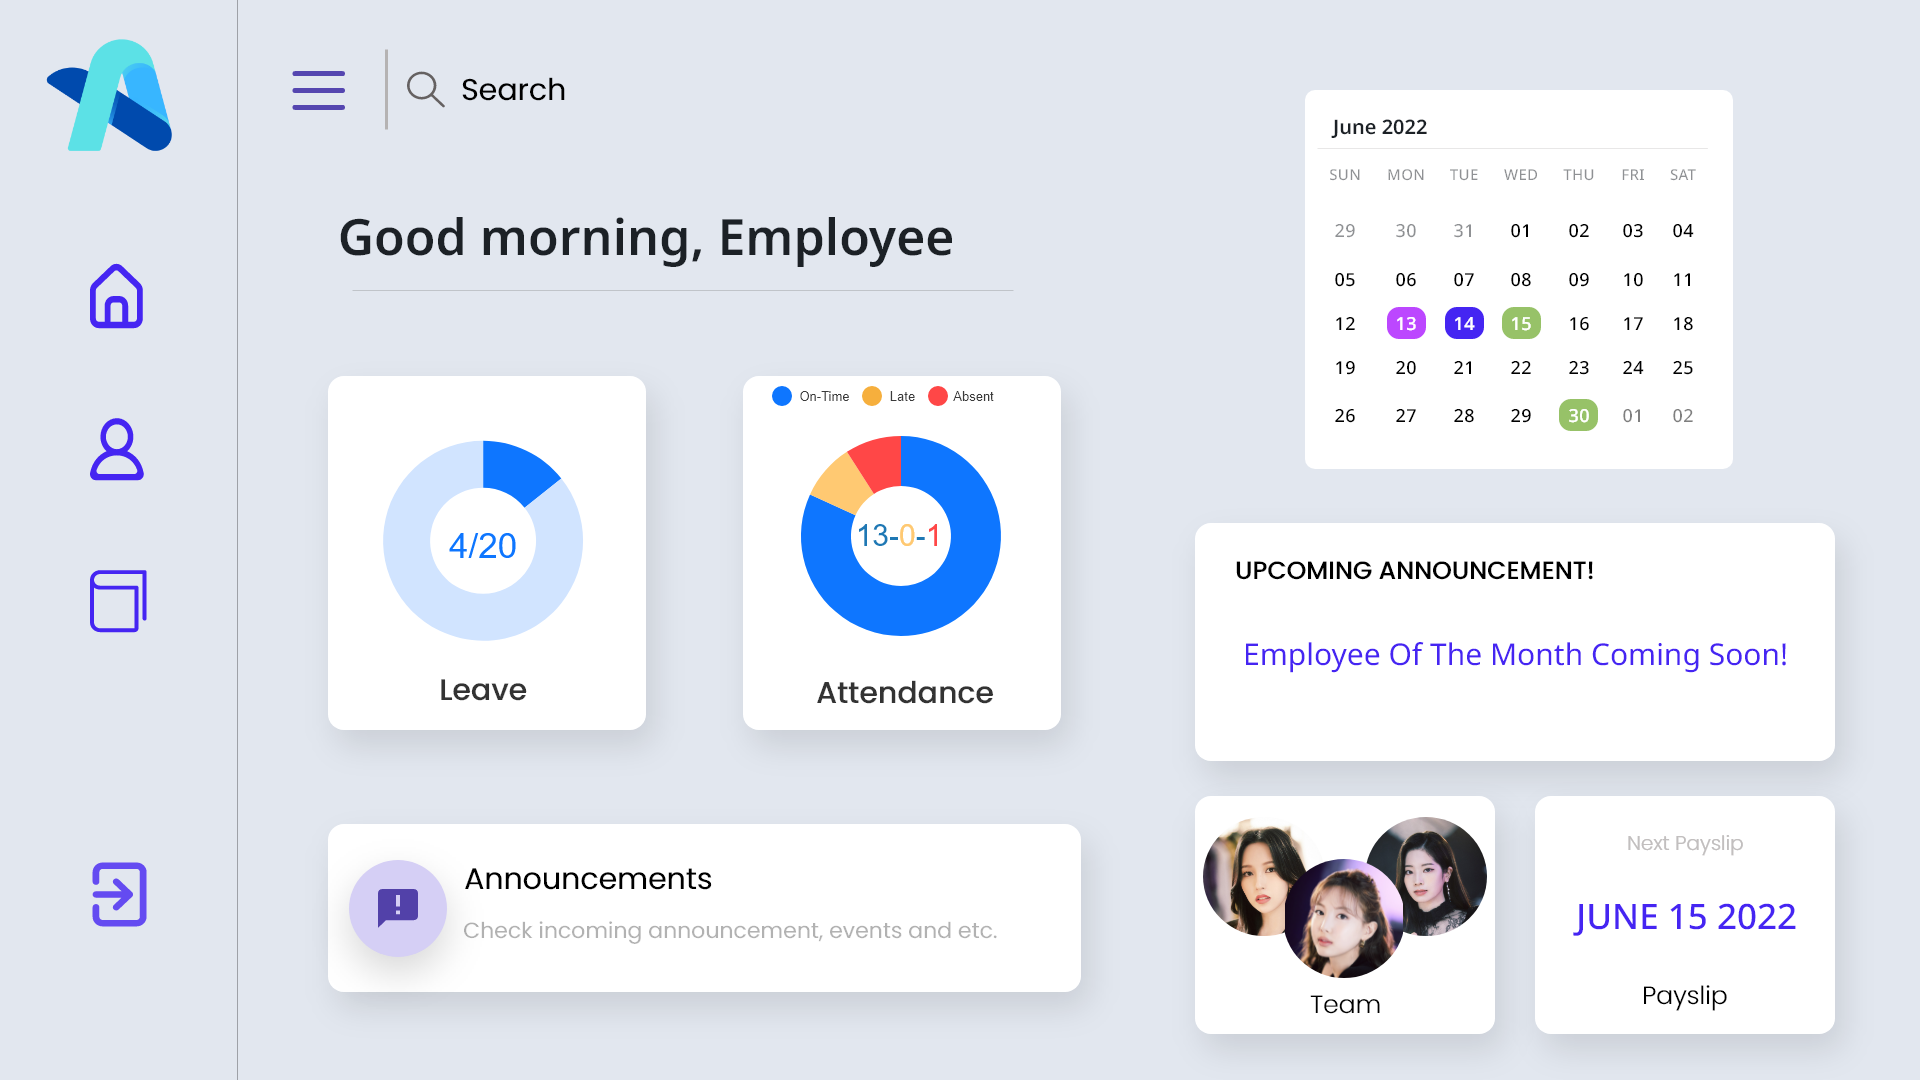 Search
Good morning, Employee
On-Time Late Absent
4/20
13-0-1
Leave
Attendance
Announcements
Check incoming announcement, events and etc.
June 2022
SUN MON TUE WED THU FRI SAT
29 30 31 01 02 03 04
05 06 07 08 09 10 11
12 13 14 15 16 17 18
19 20 21 22 23 24 25
26 27 28 29 30 01 02
UPCOMING ANNOUNCEMENT!
Employee Of The Month Coming Soon!
Team
Next Payslip
JUNE 15 2022
Payslip